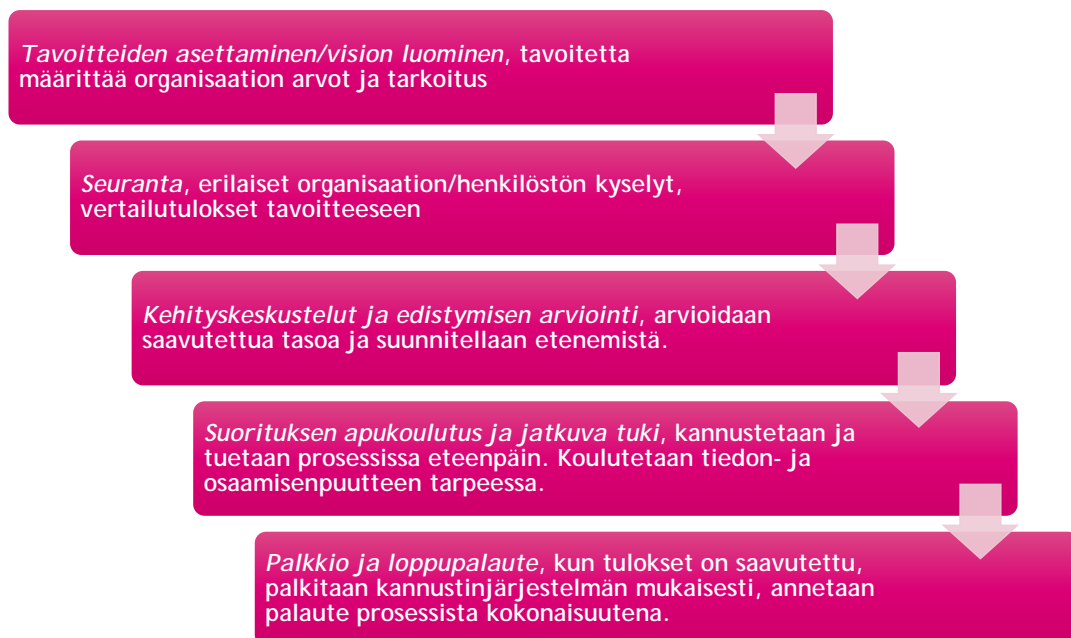 Tavoitteiden asettaminen/vision luominen, tavoitetta
määrittää organisaation arvot ja tarkoitus
Seuranta, erilaiset organisaation/henkilöstön kyselyt,
vertailutulokset tavoitteeseen
Kehityskeskustelut ja edistymisen arviointi, arvioidaan
saavutettua tasoa ja suunnitellaan etenemistä.
Suorituksen apukoulutus ja jatkuva tuki, kannustetaan ja
tuetaan prosessissa eteenpäin. Koulutetaan tiedon- ja
osaamisenpuutteen tarpeessa.
Palkkio ja loppupalaute, kun tulokset on saavutettu,
palkitaan kannustinjärjestelmän mukaisesti, annetaan
palaute prosessista kokonaisuutena.